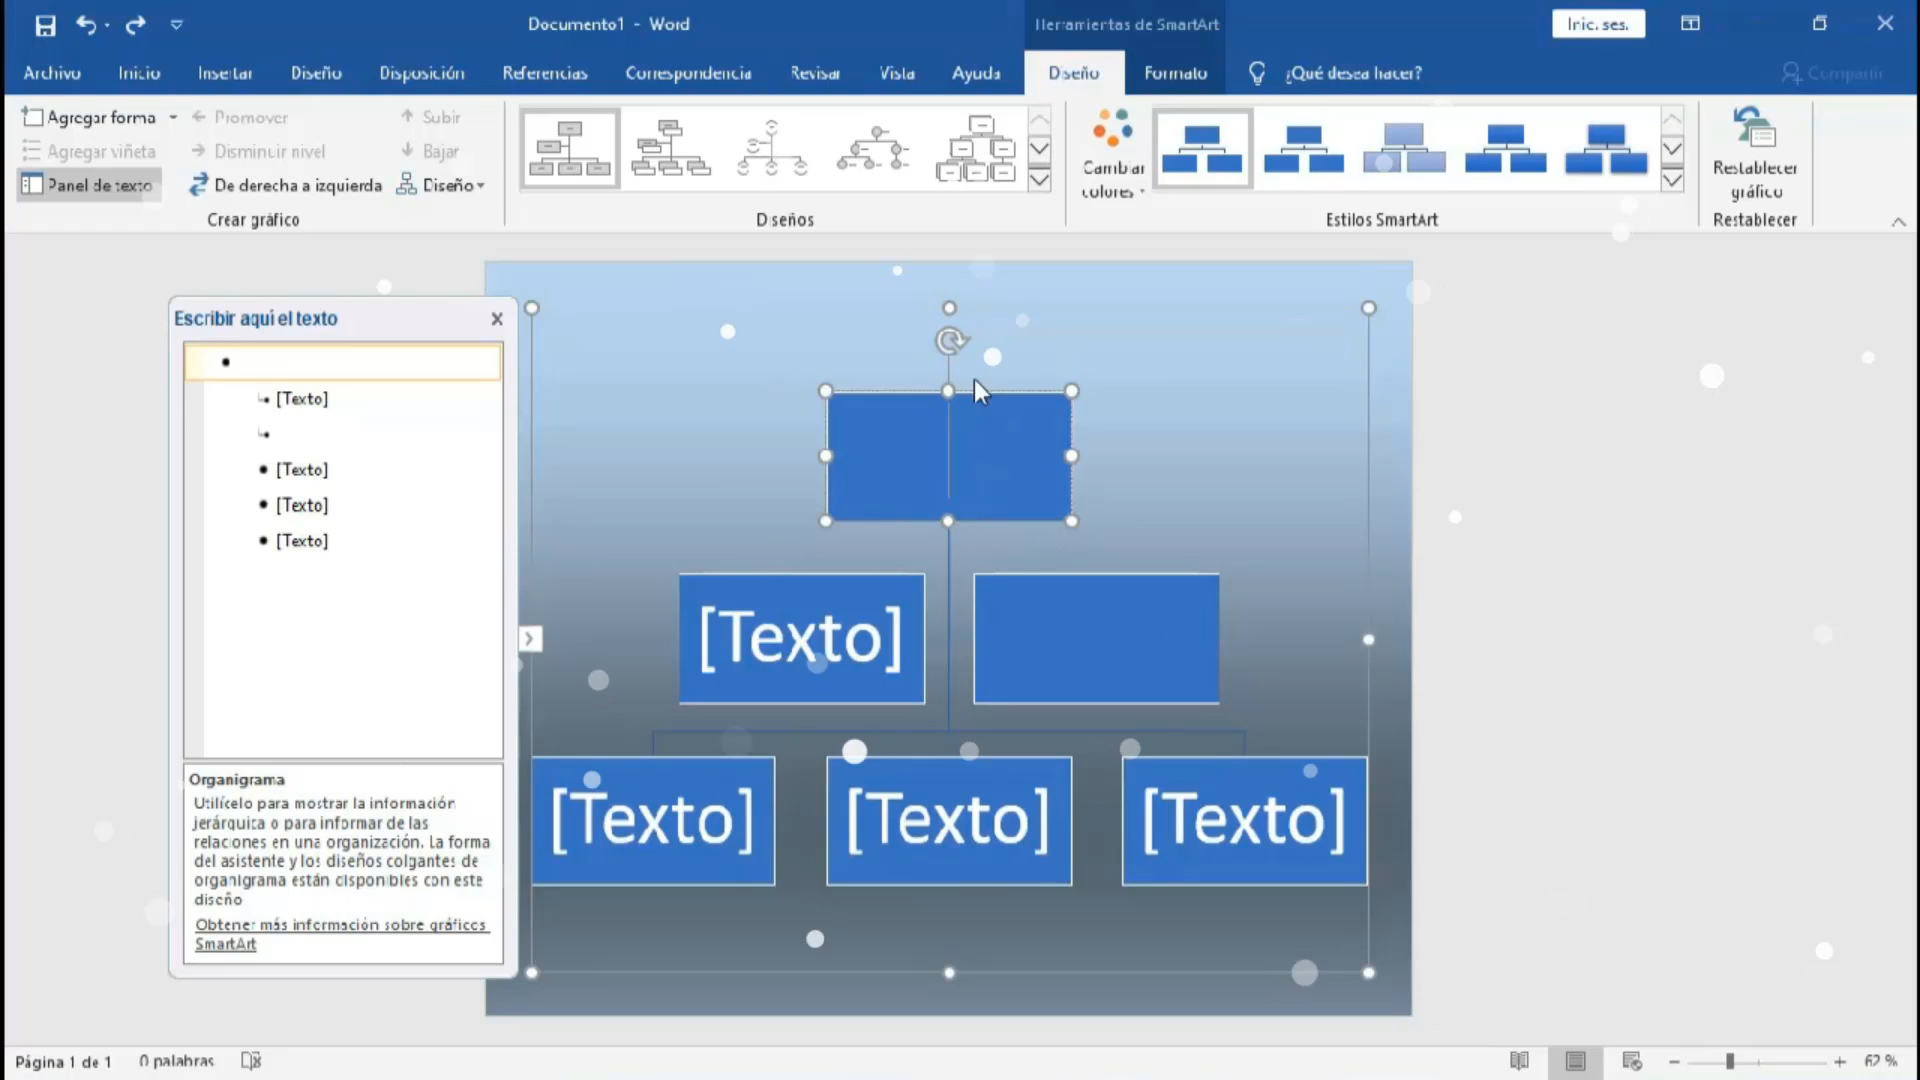 Documento1 - Word
Herramientas de SmartArt
Inic. ses.
Archivo
Inicio
Insertar
Diseño
Disposición
Referencias
Correspondencia
Revisar
Vista
Ayuda
Diseño
Formato
¿Qué desea hacer?
Compartir
Agregar forma
Promover
Subir
Agregar viñeta
Disminuir nivel
Bajar
Panel de texto
De derecha a izquierda
Diseño
Crear gráfico
Diseños
Cambiar
colores
Estilos SmartArt
Restablecer
gráfico
Restablecer
Escribir aquí el texto
[Texto]
[Texto]
[Texto]
[Texto]
Organigrama
Utilícelo para mostrar la información
jerárquica o para informar de las
relaciones en una organización. La forma
del asistente y los diseños colgantes de
organigrama están disponibles con este
diseño
Obtener más información sobre gráficos
SmartArt
[Texto]
[Texto]
[Texto]
[Texto]
Página 1 de 1
0 palabras
62 %